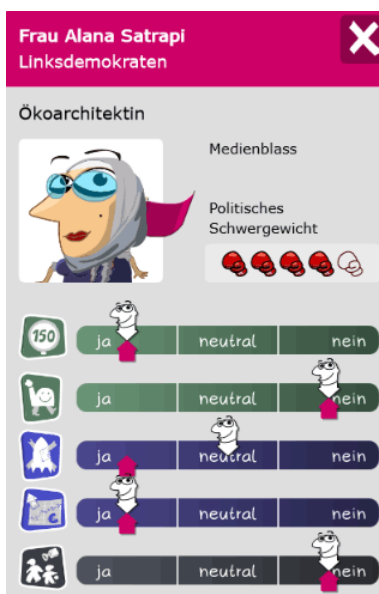 Frau Alana Satrapi
Linksdemokraten
Ökoarchitektin
Medienblass
Politisches
Schwergewicht
150
ja neutral nein
ja neutral nein
ja neutral nein
C
ja neutral nein
ja neutral nein